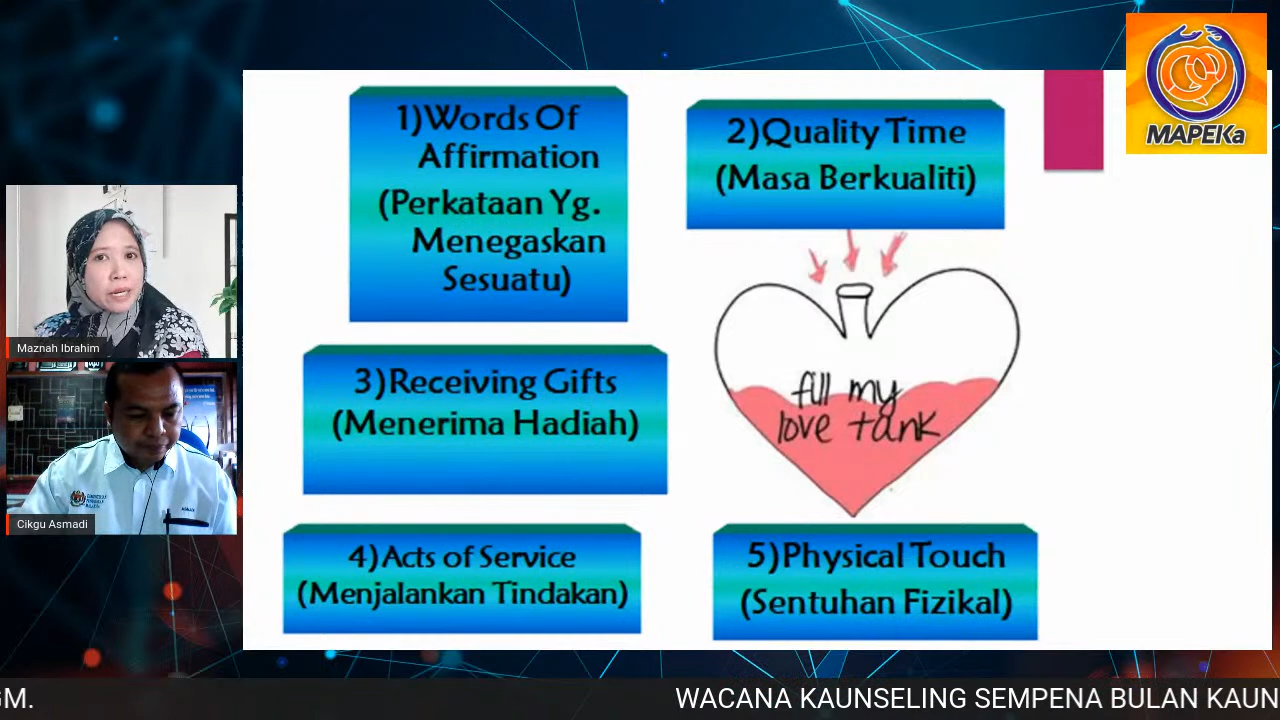 1)Words Of
Affirmation
(Perkataan Yg.
Menegaskan
Sesuatu)
2)Quality Time
(Masa Berkualiti)
MAPEKa
3)Receiving Gifts
(Menerima Hadiah)
fill my
love tank
4)Acts of Service
(Menjalankan Tindakan)
5)Physical Touch
(Sentuhan Fizikal)
Maznah Ibrahim
Cikgu Asmadi
GM.
WACANA KAUNSELING SEMPENA BULAN KAUN